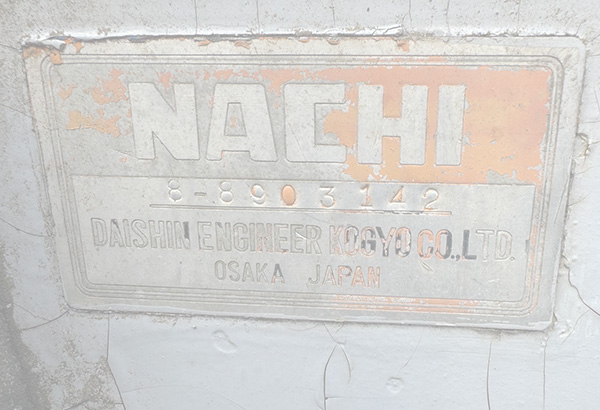 NACHI
8-8903142
DAISHIN ENGINEER KOGYO CO.,LTD.
OSAKA JAPAN